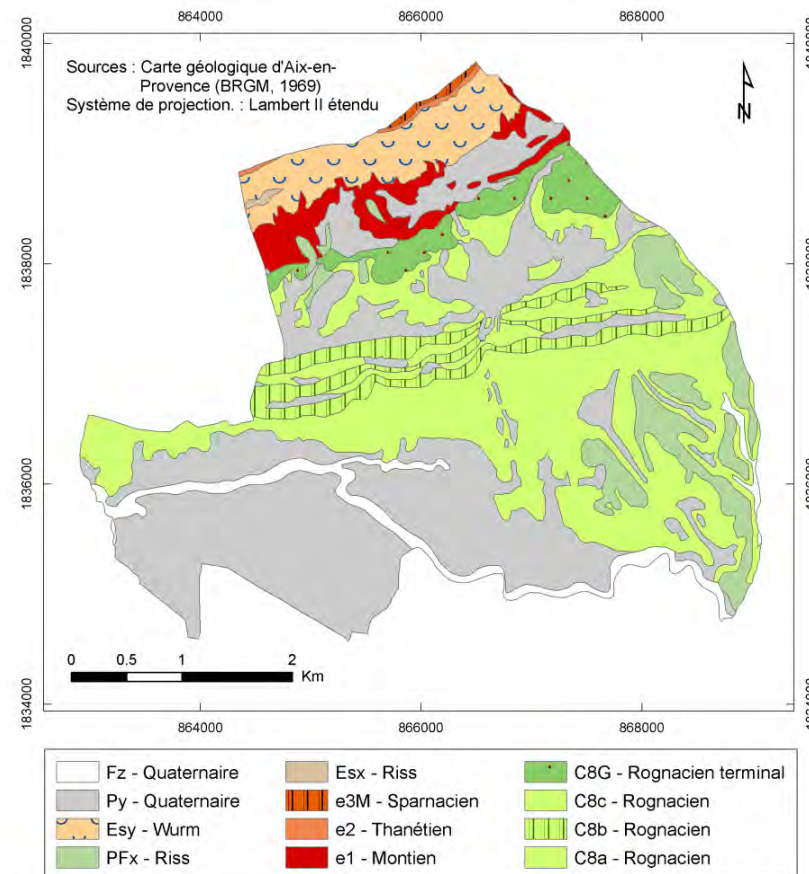 864000 866000 868000
1840000
Sources : Carte géologique d'Aix-en-
Provence (BRGM, 1969)
Système de projection. : Lambert II étendu
N
1838000
1836000
0 0.5 1 2
Km
1834000
1834000
864000 866000 868000
Fz - Quaternaire
Py - Quaternaire
Esy - Wurm
PFx - Riss
Esx - Riss
e3M - Sparnacien
e2 - Thanétien
e1 - Montien
C8G - Rognacien terminal
C8c - Rognacien
C8b - Rognacien
C8a - Rognacien